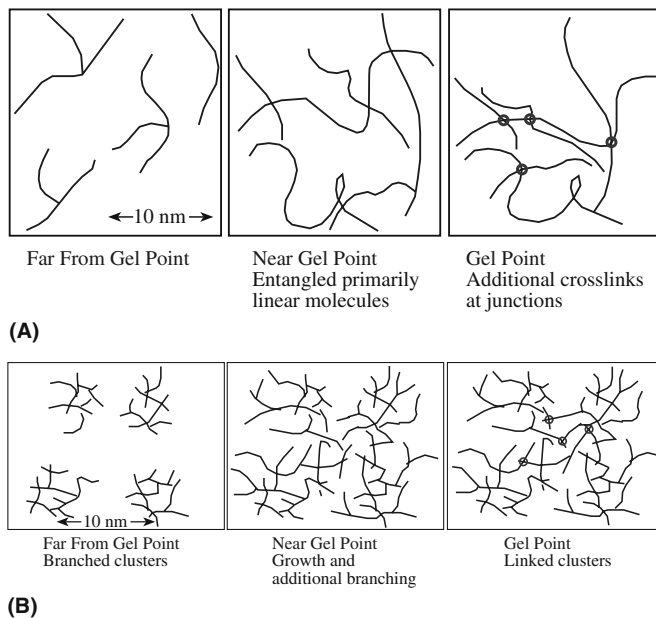 10 nm
Far From Gel Point
Near Gel Point
Entangled primarily
linear molecules
Gel Point
Additional crosslinks
at junctions
(A)
10 nm
Far From Gel Point
Branched clusters
Near Gel Point
Growth and
additional branching
Gel Point
Linked clusters
(B)